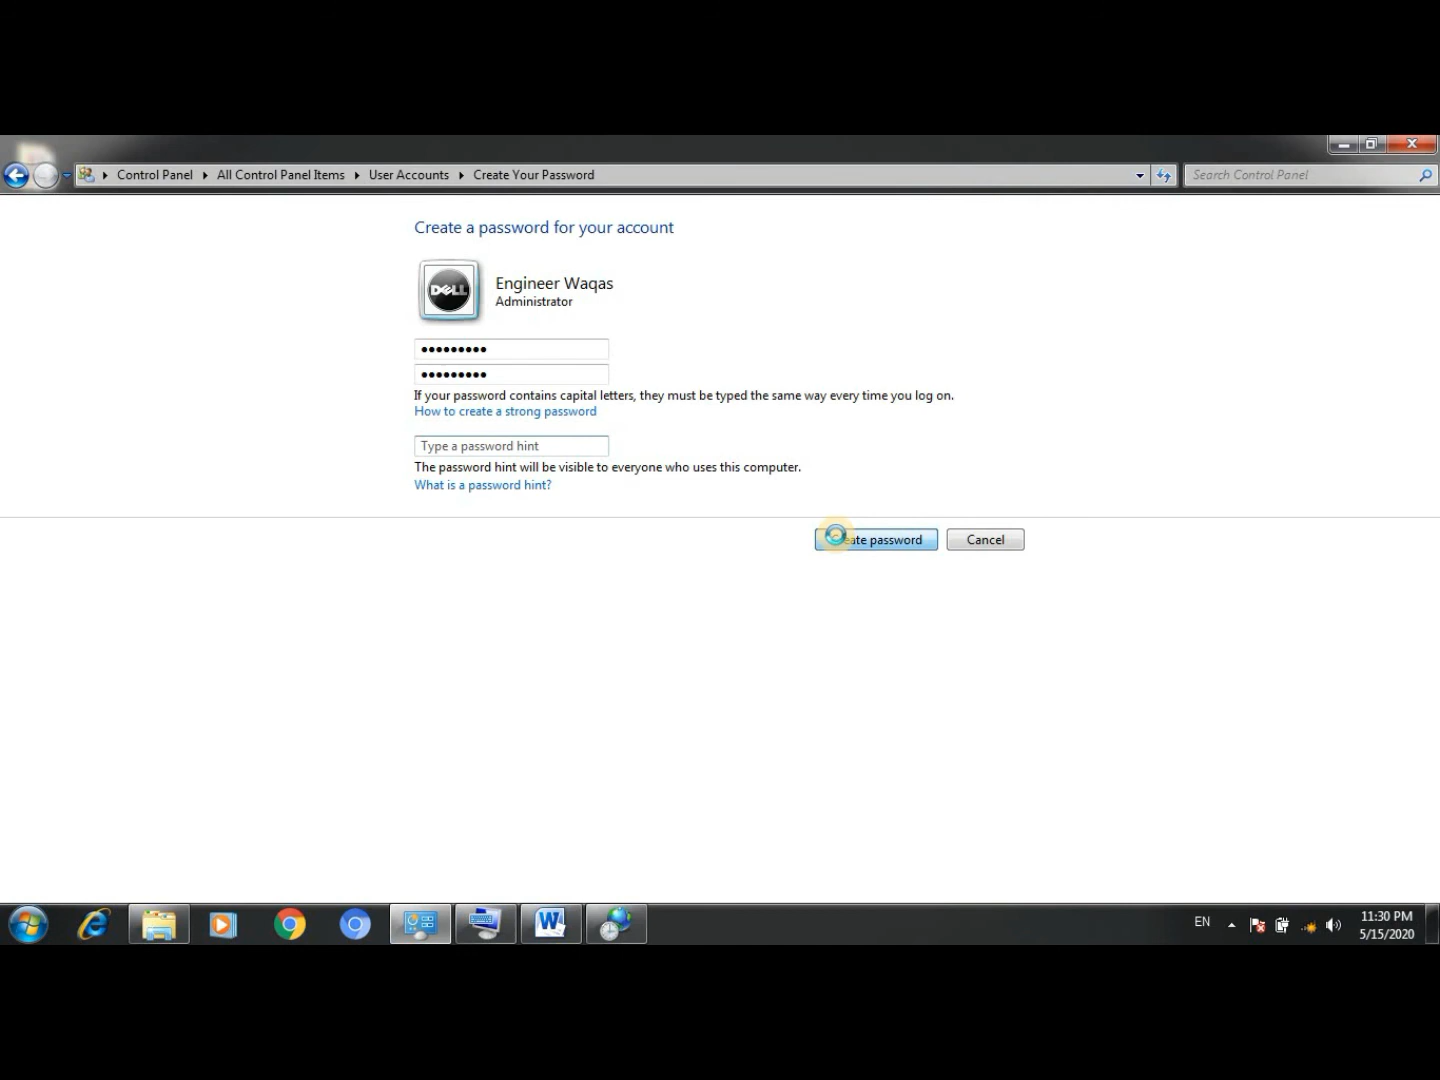 Control Panel ▸ All Control Panel Items ▸ User Accounts ▸ Create Your Password
Search Control Panel
Create a password for your account
DELL
Engineer Waqas
Administrator
•••••••••
•••••••••
If your password contains capital letters, they must be typed the same way every time you log on.
How to create a strong password
Type a password hint
The password hint will be visible to everyone who uses this computer.
What is a password hint?
password
Cancel
EN
11:30 PM
5/15/2020